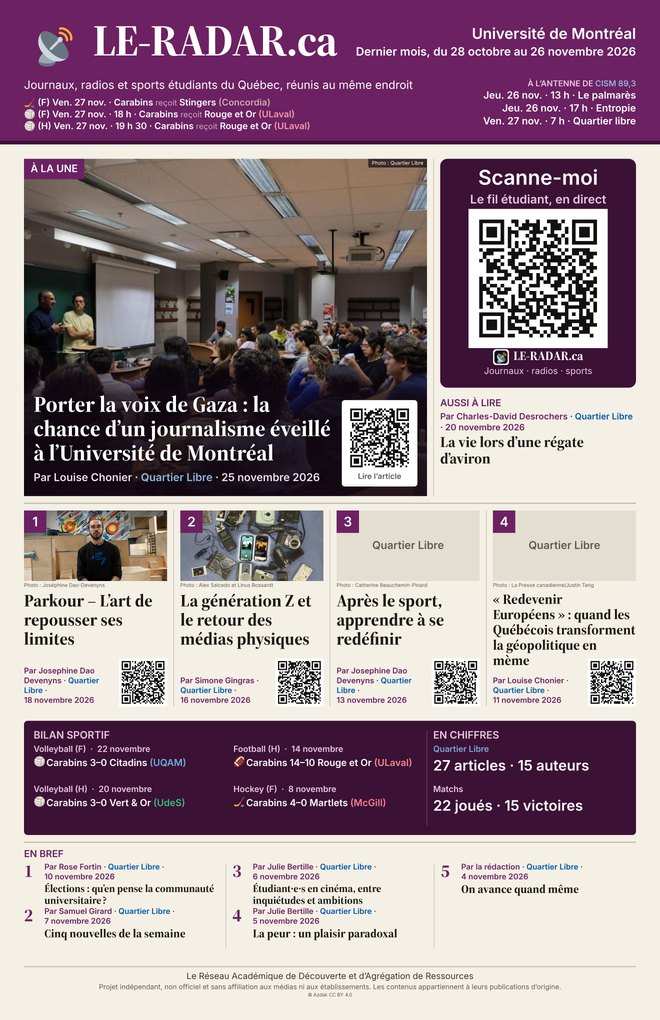 LE-RADAR.ca
Université de Montréal
Dernier mois, du 28 octobre au 26 novembre 2026
Journaux, radios et sports étudiants du Québec, réunis au même endroit
(F) Ven. 27 nov. · Carabins reçoit Stingers (Concordia)
(F) Ven. 27 nov. · 18 h · Carabins reçoit Rouge et Or (ULaval)
(H) Ven. 27 nov. · 19 h 30 · Carabins reçoit Rouge et Or (ULaval)
À L'ANTENNE DE CISM 89,3
Jeu. 26 nov. · 13 h · Le palmarès
Jeu. 26 nov. · 17 h · Entropie
Ven. 27 nov. · 7 h · Quartier libre
À LA UNE
Photo : Quartier Libre
Porter la voix de Gaza : la
chance d'un journalisme éveillé
à l'Université de Montréal
Par Louise Chonier · Quartier Libre · 25 novembre 2026
Lire l'article
Scanne-moi
Le fil étudiant, en direct
LE-RADAR.ca
Journaux · radios · sports
AUSSI À LIRE
Par Charles-David Desrochers · Quartier Libre
· 20 novembre 2026
La vie lors d'une régate
d'aviron
1
Photo : Joséphine Dao-Devenyns
Parkour – L'art de
repousser ses
limites
Par Josephine Dao
Devenyns · Quartier
Libre ·
18 novembre 2026
2
Photo : Alex Salcedo et Linus Bossardt
La génération Z et
le retour des
médias physiques
Par Simone Gingras ·
Quartier Libre ·
16 novembre 2026
3
Quartier Libre
Photo : Catherine Beauchemin-Pinard
Après le sport,
apprendre à se
redéfinir
Par Josephine Dao
Devenyns · Quartier
Libre ·
13 novembre 2026
4
Quartier Libre
Photo : La Presse canadienne/Justin Tang
« Redevenir
Européens » : quand les
Québécois transforment
la géopolitique en
mème
Par Louise Chonier ·
Quartier Libre ·
11 novembre 2026
BILAN SPORTIF
Volleyball (F) · 22 novembre
Carabins 3–0 Citadins (UQAM)
Football (H) · 14 novembre
Carabins 14–10 Rouge et Or (ULaval)
Volleyball (H) · 20 novembre
Carabins 3–0 Vert & Or (UdeS)
Hockey (F) · 8 novembre
Carabins 4–0 Martlets (McGill)
EN CHIFFRES
Quartier Libre
27 articles · 15 auteurs
Matchs
22 joués · 15 victoires
EN BREF
1
Par Rose Fortin · Quartier Libre ·
10 novembre 2026
Élections : qu'en pense la communauté
universitaire?
2
Par Samuel Girard · Quartier Libre ·
7 novembre 2026
Cinq nouvelles de la semaine
3
Par Julie Bertille · Quartier Libre ·
6 novembre 2026
Étudiant·e·s en cinéma, entre
inquiétudes et ambitions
4
Par Julie Bertille · Quartier Libre ·
5 novembre 2026
La peur : un plaisir paradoxal
5
Par la rédaction · Quartier Libre ·
4 novembre 2026
On avance quand même
Le Réseau Académique de Découverte et d'Agrégation de Ressources
Projet indépendant, non officiel et sans affiliation aux médias ni aux établissements. Les contenus appartiennent à leurs publications d'origine.
© Azdak CC BY 4.0